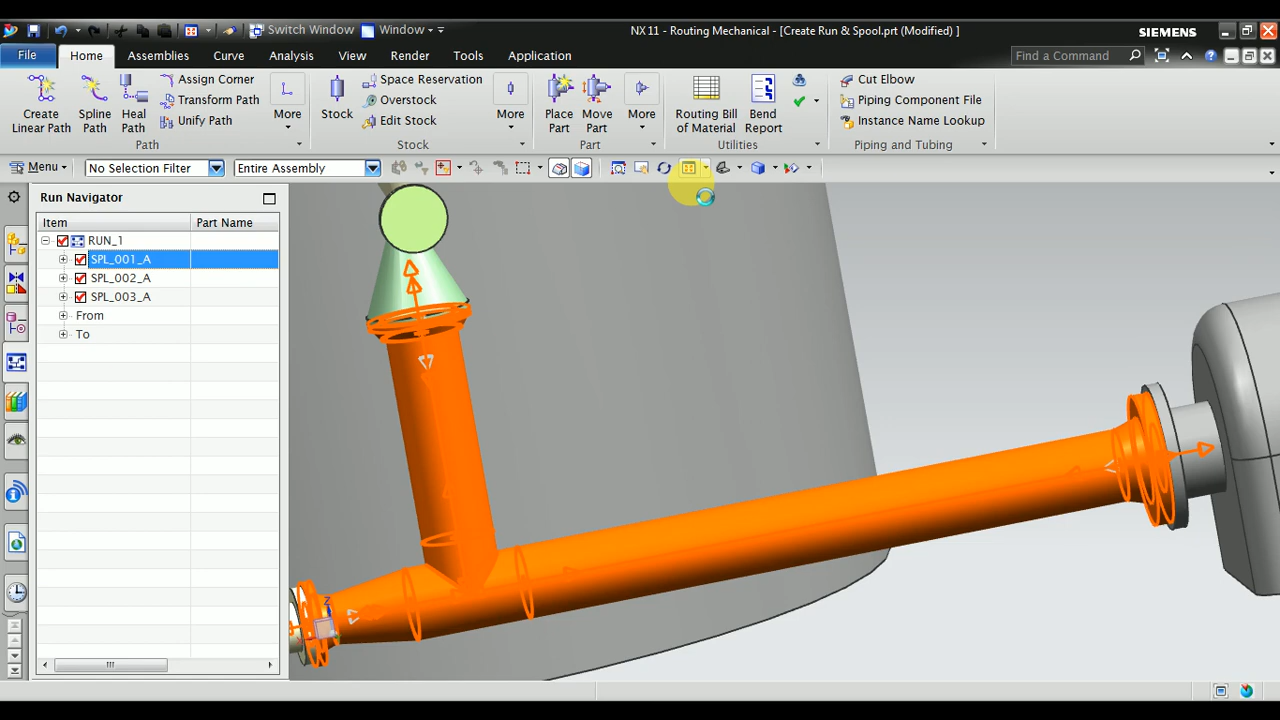 Switch Window Window NX 11 - Routing Mechanical - [Create Run & Spool.prt (Modified) ] SIEMENS
File Home Assemblies Curve Analysis View Render Tools Application Find a Command
Create Linear Path
Spline Path
Heal Path
Assign Corner
Transform Path
Unify Path
More
Path
Stock
Space Reservation
Overstock
Edit Stock
More
Stock
Place Part
Move Part
More
Part
Routing Bill of Material
Bend Report
Utilities
Cut Elbow
Piping Component File
Instance Name Lookup
Piping and Tubing
Menu No Selection Filter Entire Assembly
Run Navigator
Item Part Name
RUN_1
SPL_001_A
SPL_002_A
SPL_003_A
From
To
Z